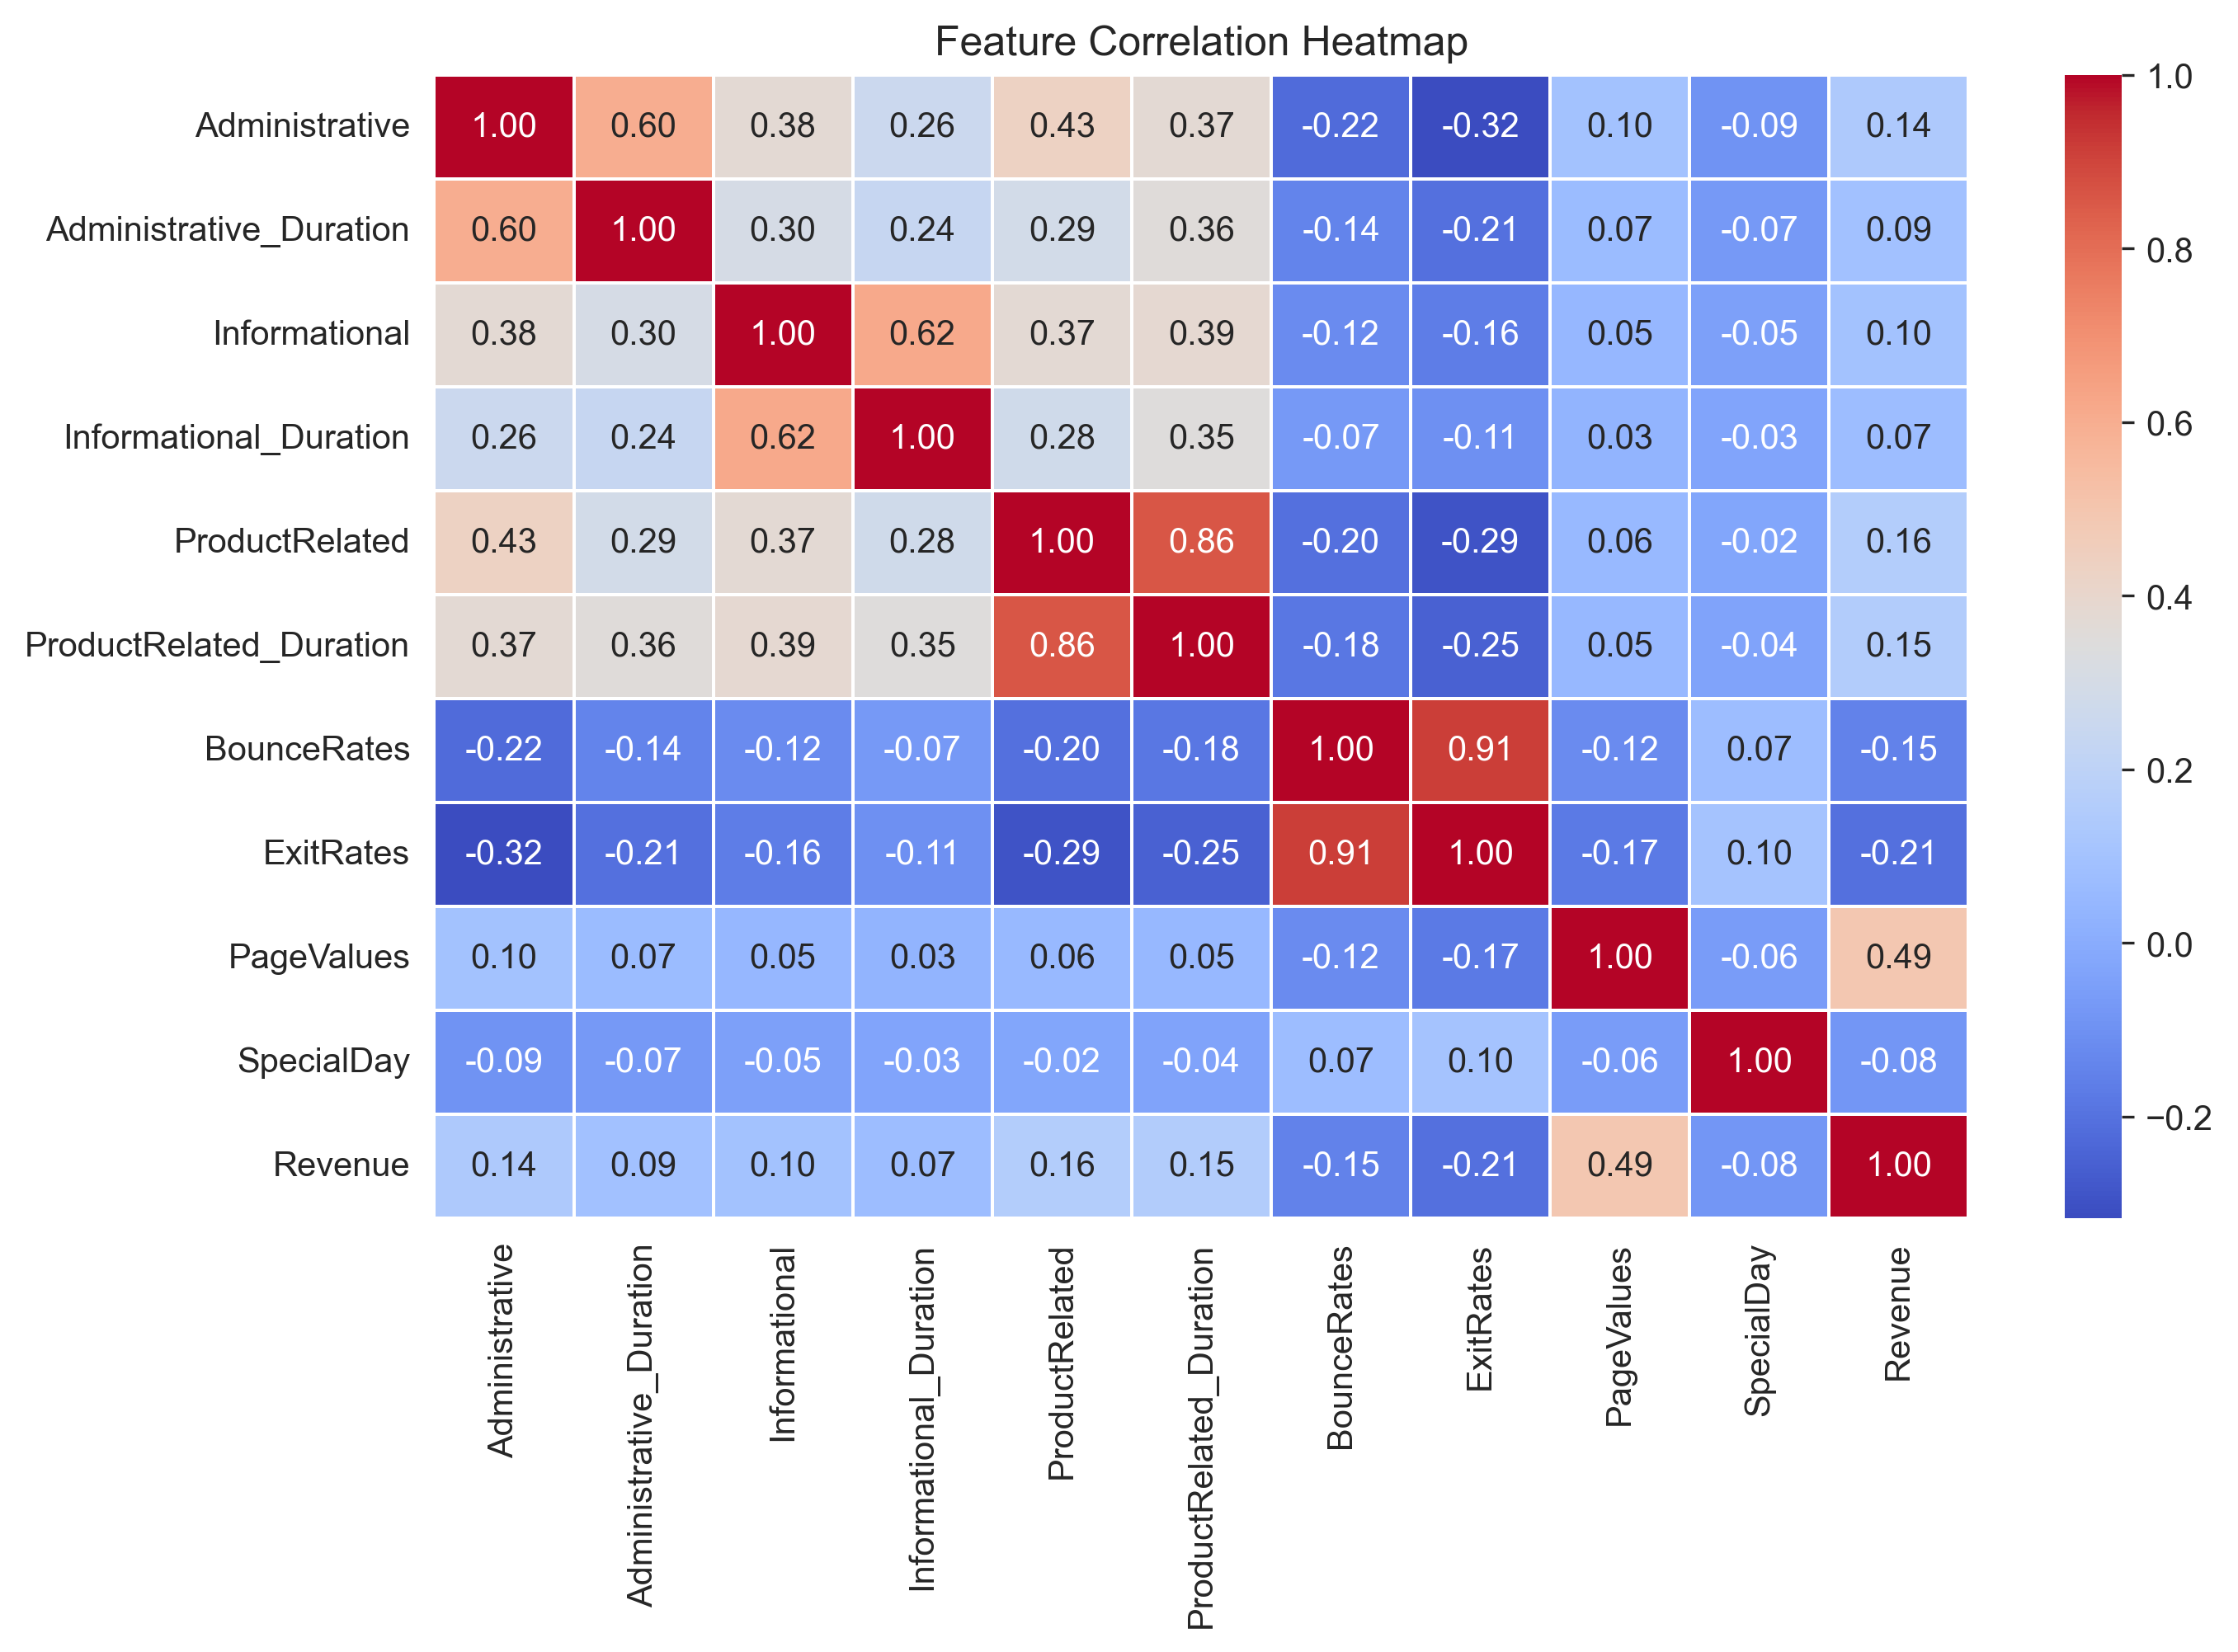 Feature Correlation Heatmap
Administrative 1.00 0.60 0.38 0.26 0.43 0.37 -0.22 -0.32 0.10 -0.09 0.14
Administrative_Duration 0.60 1.00 0.30 0.24 0.29 0.36 -0.14 -0.21 0.07 -0.07 0.09
Informational 0.38 0.30 1.00 0.62 0.37 0.39 -0.12 -0.16 0.05 -0.05 0.10
Informational_Duration 0.26 0.24 0.62 1.00 0.28 0.35 -0.07 -0.11 0.03 -0.03 0.07
ProductRelated 0.43 0.29 0.37 0.28 1.00 0.86 -0.20 -0.29 0.06 -0.02 0.16
ProductRelated_Duration 0.37 0.36 0.39 0.35 0.86 1.00 -0.18 -0.25 0.05 -0.04 0.15
BounceRates -0.22 -0.14 -0.12 -0.07 -0.20 -0.18 1.00 0.91 -0.12 0.07 -0.15
ExitRates -0.32 -0.21 -0.16 -0.11 -0.29 -0.25 0.91 1.00 -0.17 0.10 -0.21
PageValues 0.10 0.07 0.05 0.03 0.06 0.05 -0.12 -0.17 1.00 -0.06 0.49
SpecialDay -0.09 -0.07 -0.05 -0.03 -0.02 -0.04 0.07 0.10 -0.06 1.00 -0.08
Revenue 0.14 0.09 0.10 0.07 0.16 0.15 -0.15 -0.21 0.49 -0.08 1.00
Administrative
Administrative_Duration
Informational
Informational_Duration
ProductRelated
ProductRelated_Duration
BounceRates
ExitRates
PageValues
SpecialDay
Revenue
1.0
0.8
0.6
0.4
0.2
0.0
−0.2